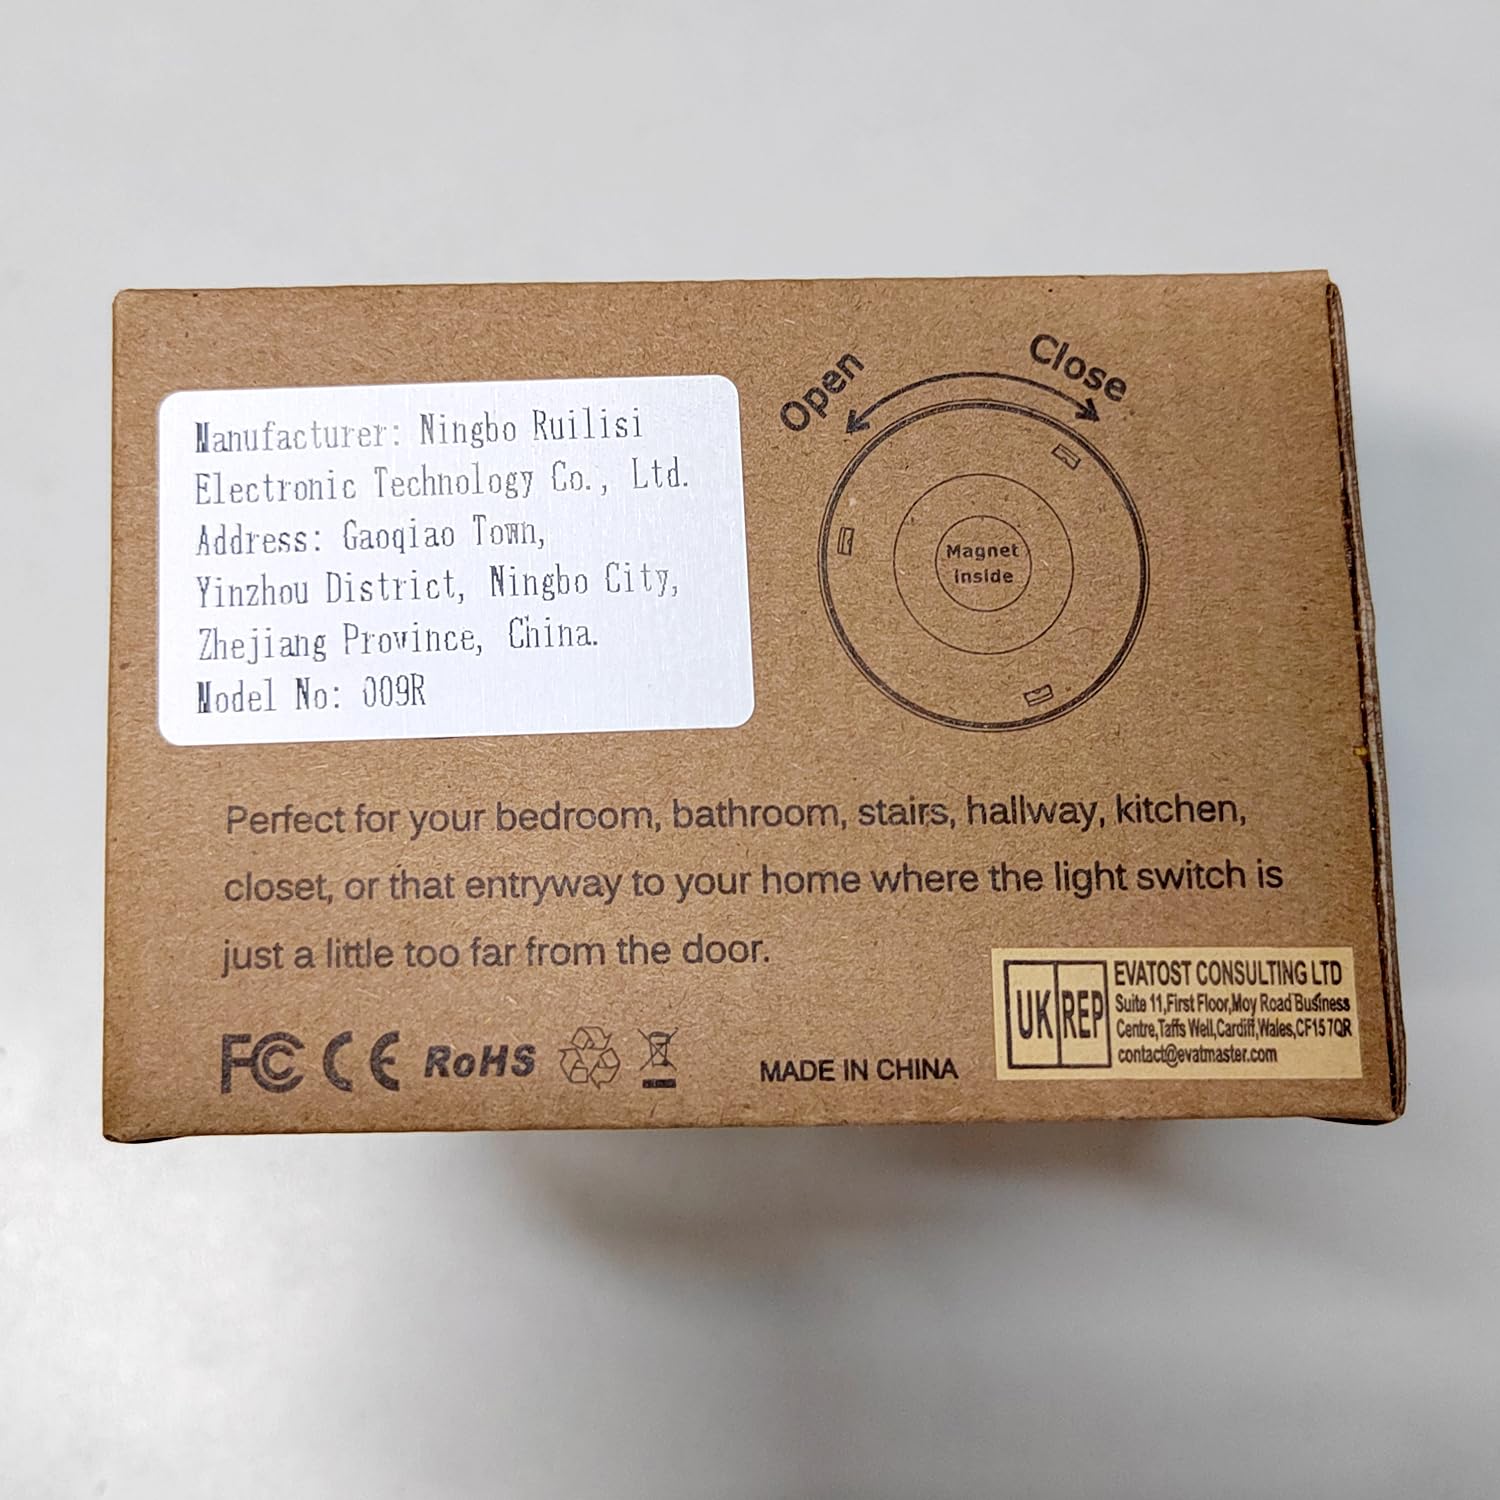 Manufacturer: Ningbo Ruilisi
Electronic Technology Co., Ltd.
Address: Gaoqiao Town,
Yinzhou District, Ningbo City,
Zhejiang Province, China.
Model No: 009R
Open
Close
Magnet
inside
Perfect for your bedroom, bathroom, stairs, hallway, kitchen,
closet, or that entryway to your home where the light switch is
just a little too far from the door.
FC CE RoHS
MADE IN CHINA
UK REP
EVATOST CONSULTING LTD
Suite 11,First Floor,Moy Road Business
Centre,Taffs Well,Cardiff,Wales,CF15 7QR
contact@evatmaster.com